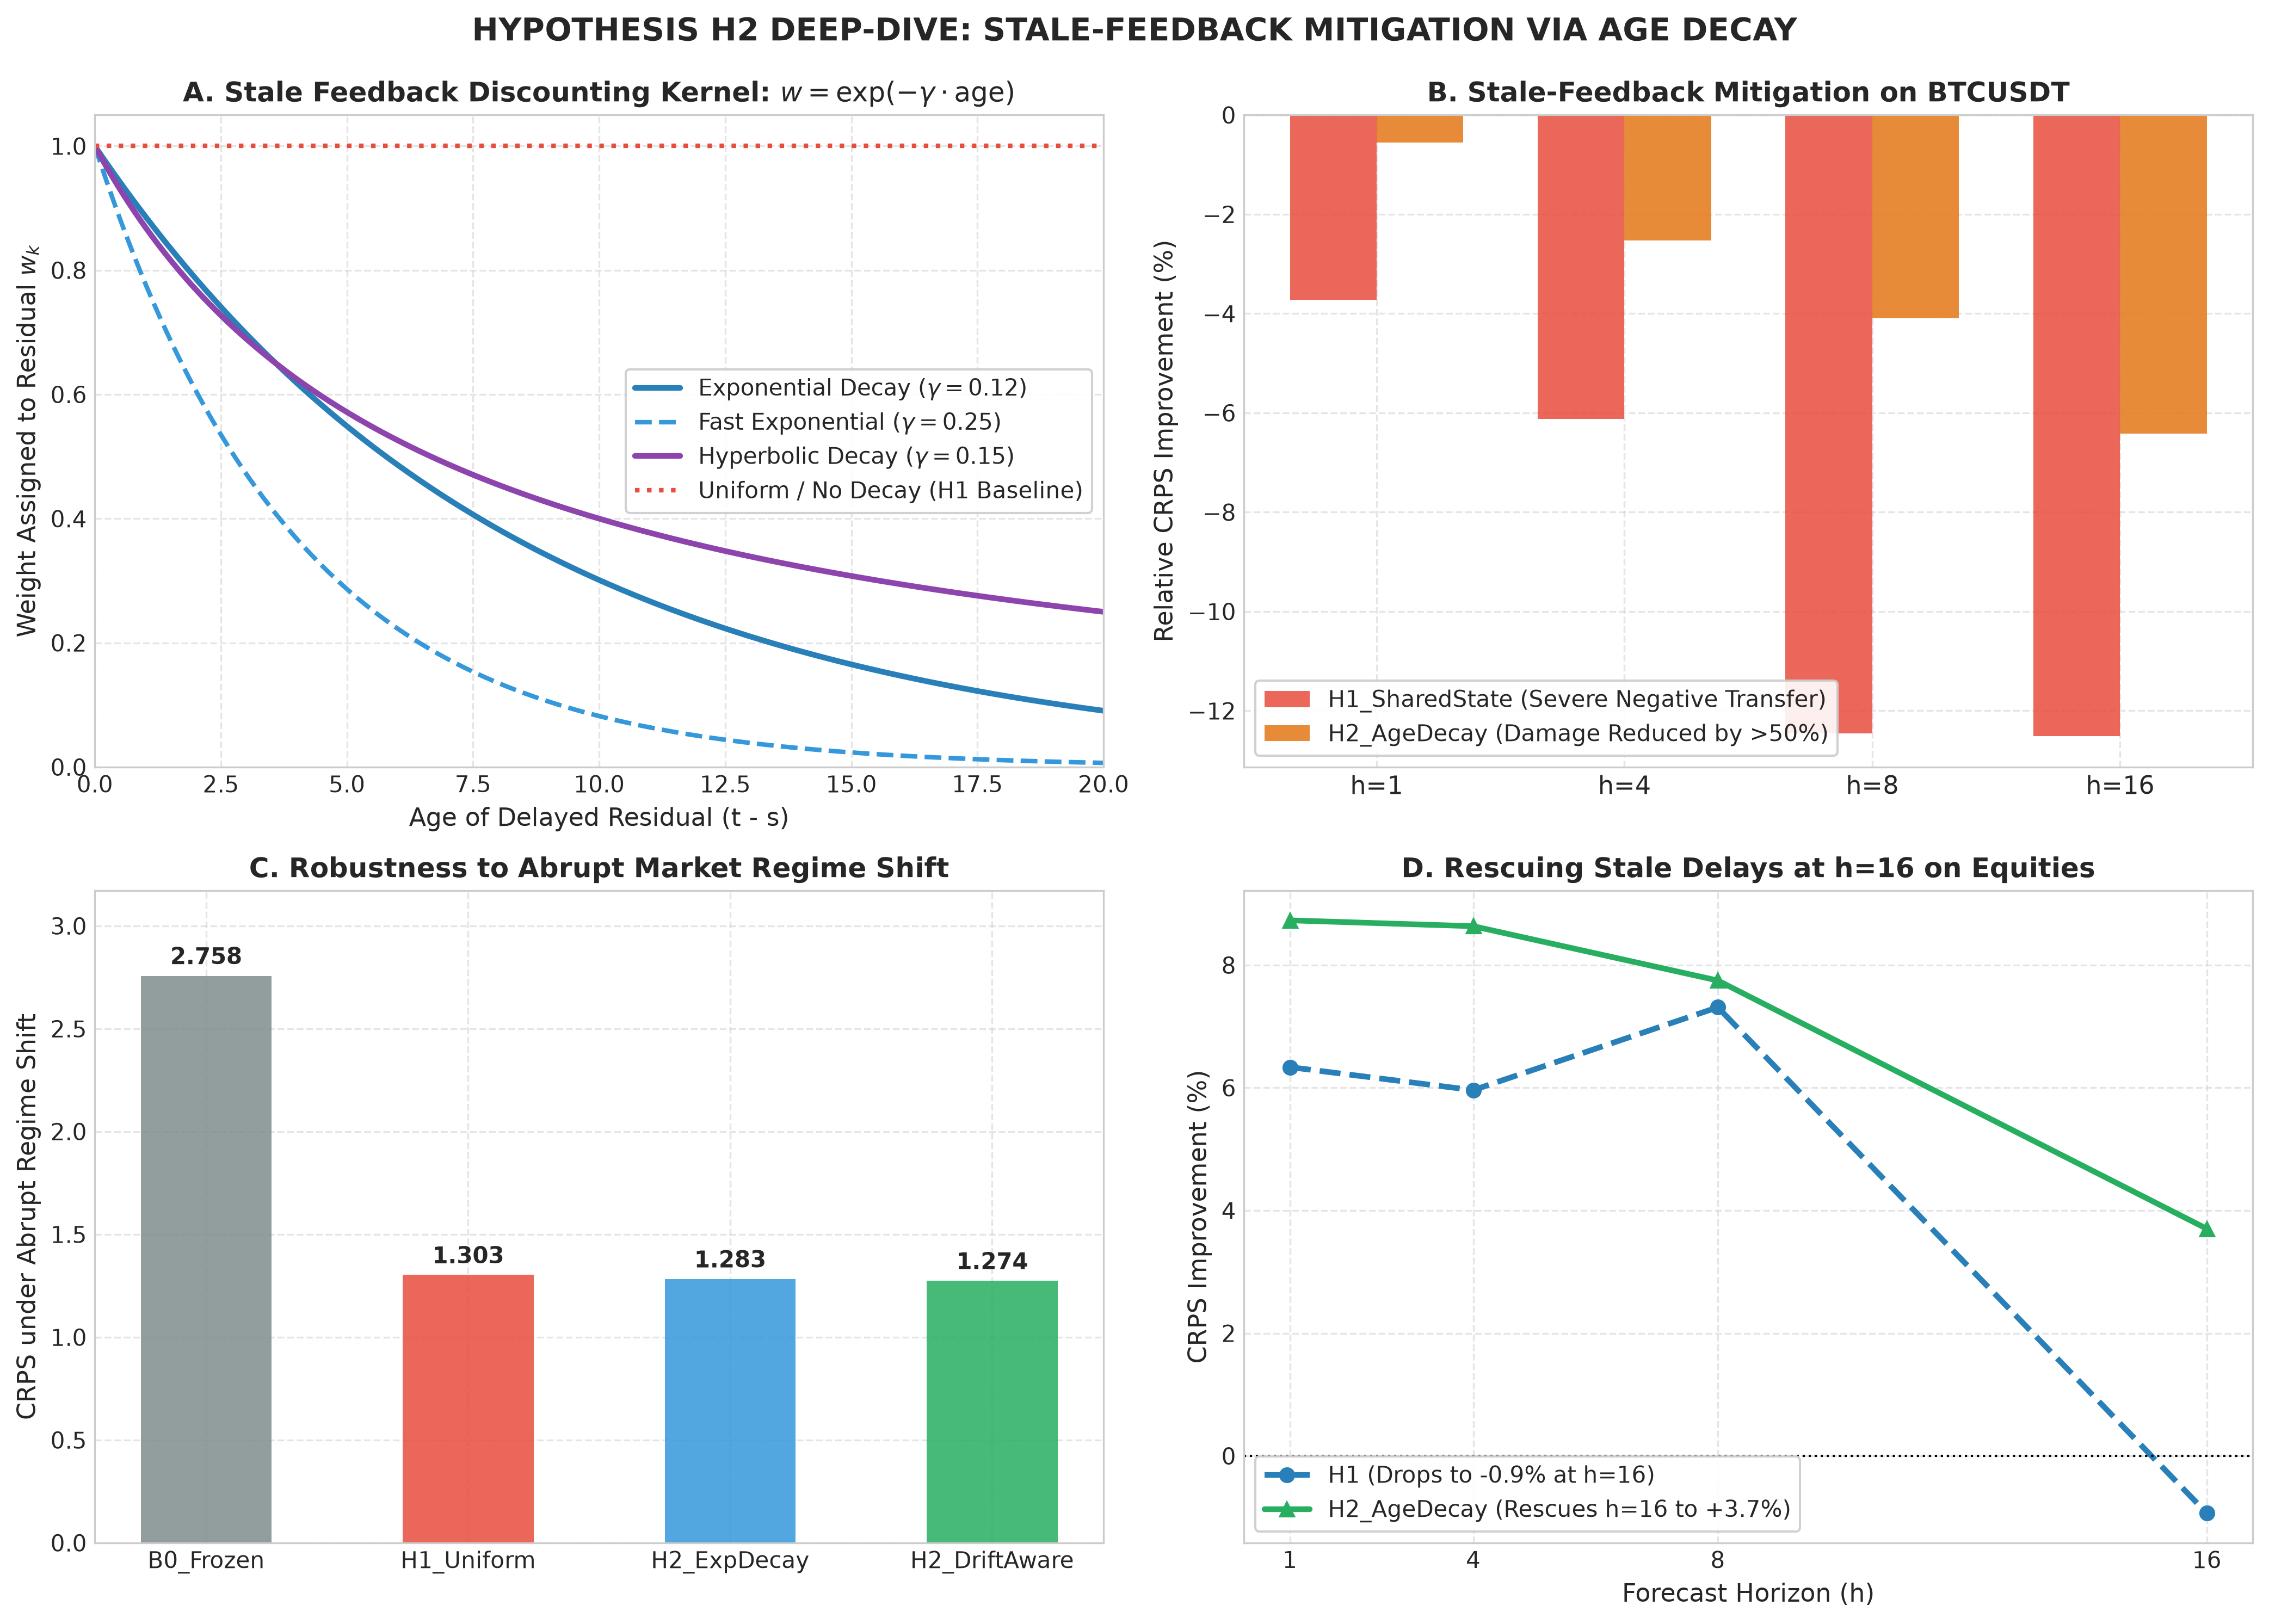 HYPOTHESIS H2 DEEP-DIVE: STALE-FEEDBACK MITIGATION VIA AGE DECAY
A. Stale Feedback Discounting Kernel: w = exp(−γ · age)
Weight Assigned to Residual wₖ
1.0
0.8
0.6
0.4
0.2
0.0
Exponential Decay (γ = 0.12)
Fast Exponential (γ = 0.25)
Hyperbolic Decay (γ = 0.15)
Uniform / No Decay (H1 Baseline)
0.0 2.5 5.0 7.5 10.0 12.5 15.0 17.5 20.0
Age of Delayed Residual (t - s)
B. Stale-Feedback Mitigation on BTCUSDT
Relative CRPS Improvement (%)
0
−2
−4
−6
−8
−10
−12
H1_SharedState (Severe Negative Transfer)
H2_AgeDecay (Damage Reduced by >50%)
h=1 h=4 h=8 h=16
C. Robustness to Abrupt Market Regime Shift
CRPS under Abrupt Regime Shift
3.0
2.5
2.0
1.5
1.0
0.5
0.0
2.758
1.303
1.283
1.274
B0_Frozen H1_Uniform H2_ExpDecay H2_DriftAware
D. Rescuing Stale Delays at h=16 on Equities
CRPS Improvement (%)
8
6
4
2
0
H1 (Drops to -0.9% at h=16)
H2_AgeDecay (Rescues h=16 to +3.7%)
1 4 8 16
Forecast Horizon (h)